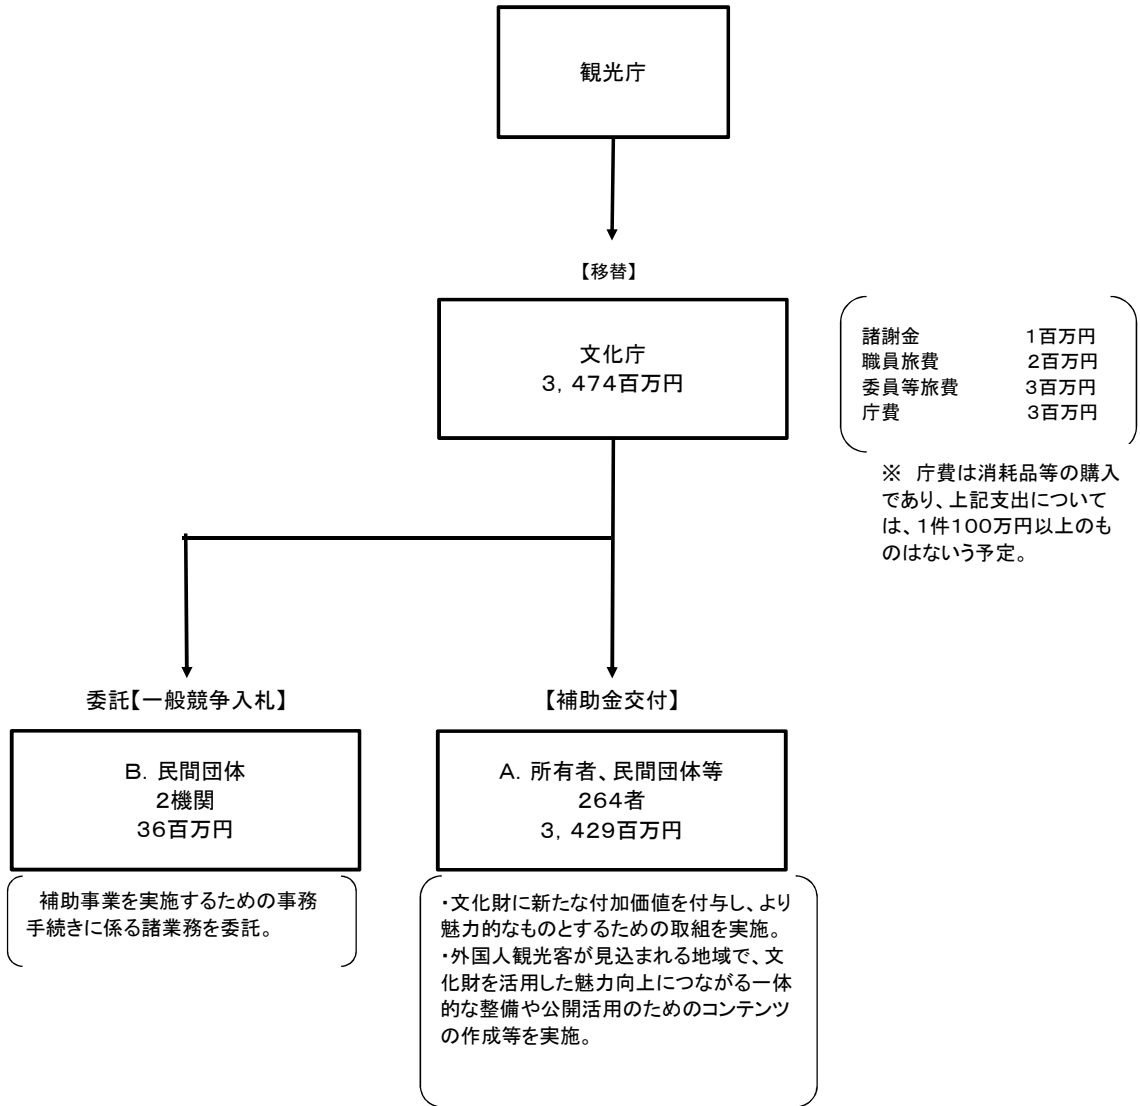 観光庁
【移替】
文化庁
3，474百万円
諸謝金 1百万円
職員旅費 2百万円
委員等旅費 3百万円
庁費 3百万円
※ 庁費は消耗品等の購入
であり、上記支出について
は、1件100万円以上のも
のはないう予定。
委託【一般競争入札】
【補助金交付】
B．民間団体
2機関
36百万円
A．所有者、民間団体等
264者
3，429百万円
補助事業を実施するための事務
手続きに係る諸業務を委託。
・文化財に新たな付加価値を付与し、より
魅力的なものとするための取組を実施。
・外国人観光客が見込まれる地域で、文
化財を活用した魅力向上につながる一体
的な整備や公開活用のためのコンテンツ
の作成等を実施。